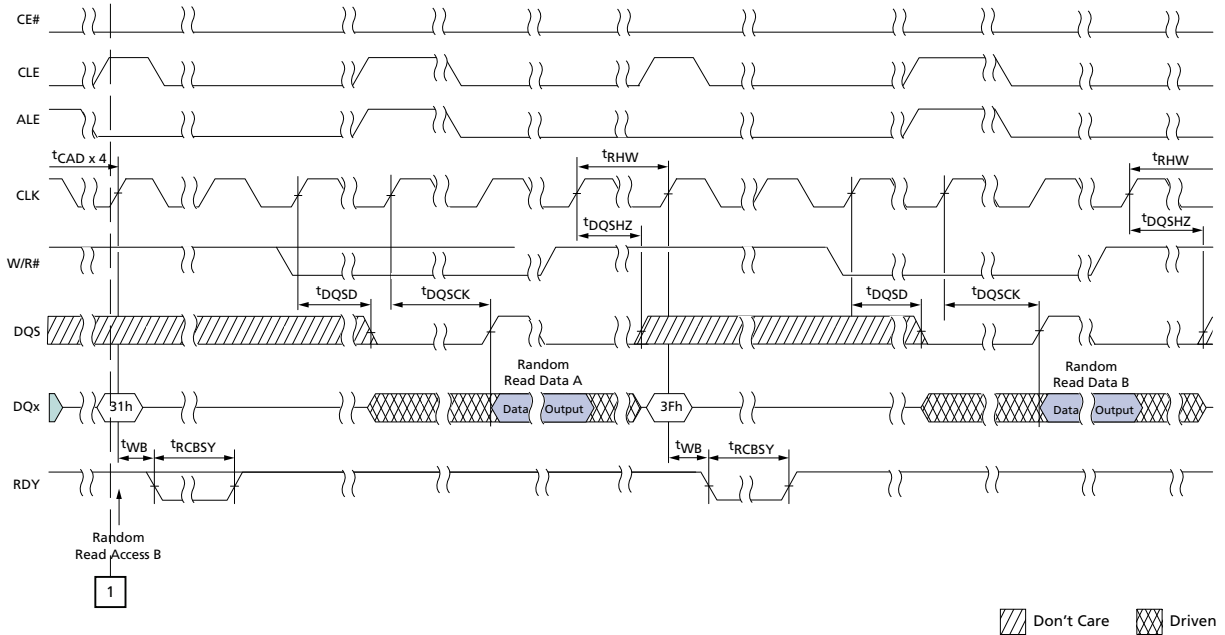 CE#
CLE
ALE
tCAD x 4
tRHW
tRHW
CLK
tDQSHZ
tDQSHZ
W/R#
tDQSD
tDQSCK
tDQSD
tDQSCK
DQS
Random
Read Data A
Random
Read Data B
DQx
31h
Data
Output
3Fh
Data
Output
tWB
tRCBSY
tWB
tRCBSY
RDY
Random
Read Access B
1
Don't Care
Driven